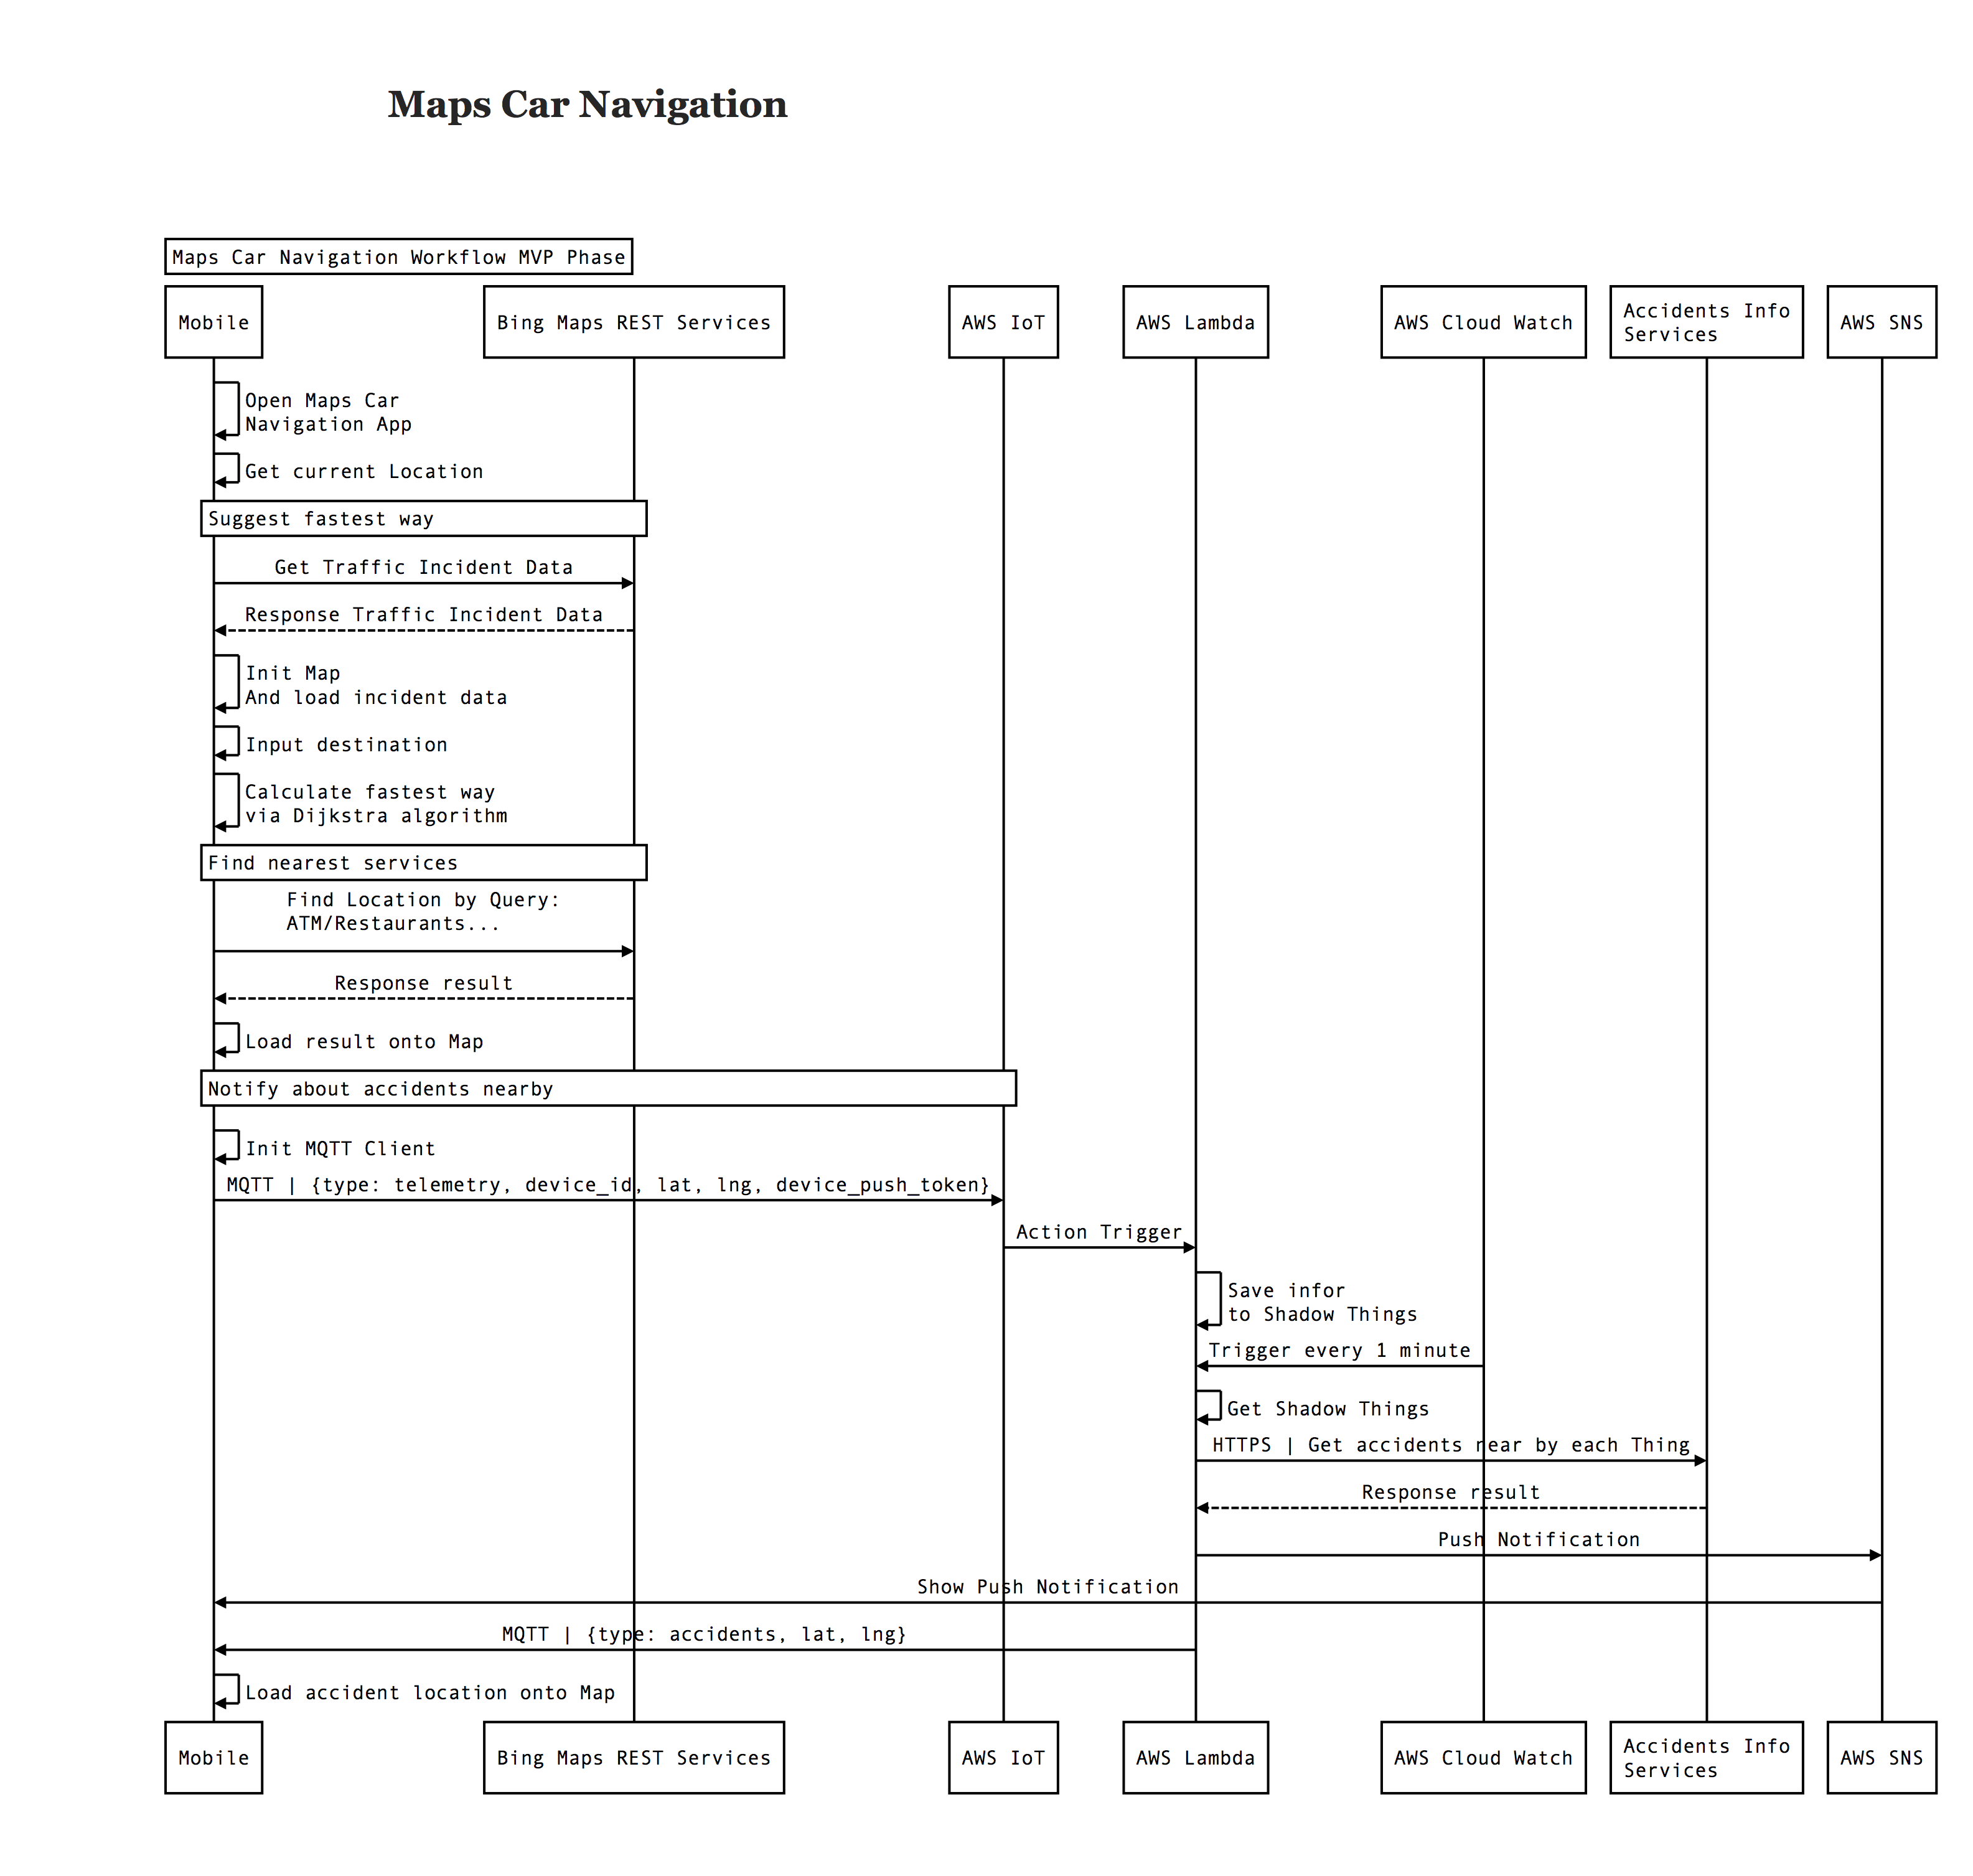 Maps Car Navigation
Maps Car Navigation Workflow MVP Phase
Mobile
Bing Maps REST Services
AWS IoT
AWS Lambda
AWS Cloud Watch
Accidents Info
Services
AWS SNS
Open Maps Car
Navigation App
Get current Location
Suggest fastest way
Get Traffic Incident Data
Response Traffic Incident Data
Init Map
And load incident data
Input destination
Calculate fastest way
via Dijkstra algorithm
Find nearest services
Find Location by Query:
ATM/Restaurants...
Response result
Load result onto Map
Notify about accidents nearby
Init MQTT Client
MQTT | {type: telemetry, device_id, lat, lng, device_push_token}
Action Trigger
Save infor
to Shadow Things
Trigger every 1 minute
Get Shadow Things
HTTPS | Get accidents near by each Thing
Response result
Push Notification
Show Push Notification
MQTT | {type: accidents, lat, lng}
Load accident location onto Map
Mobile
Bing Maps REST Services
AWS IoT
AWS Lambda
AWS Cloud Watch
Accidents Info
Services
AWS SNS